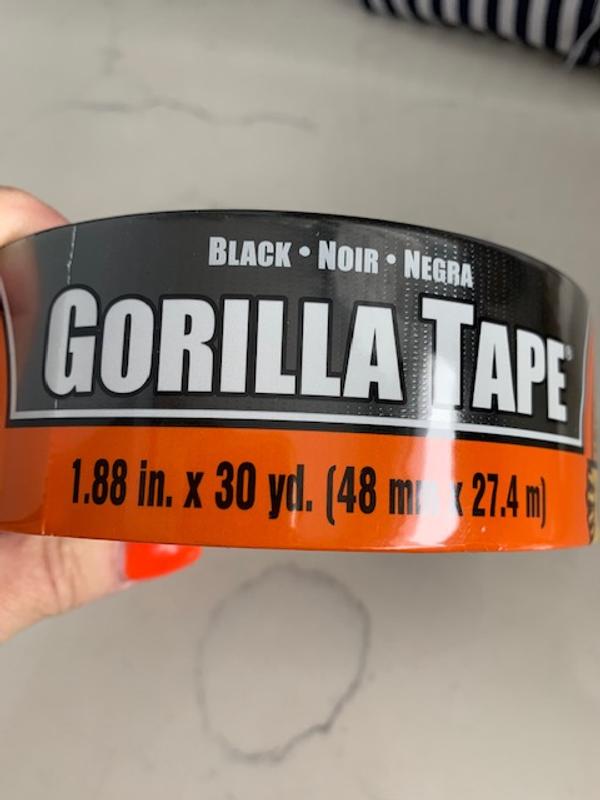 BLACK • NOIR • NEGRA
GORILLA TAPE®
1.88 in. x 30 yd. (48 mm x 27.4 m)